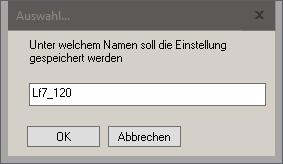 Auswahl...
Unter welchem Namen soll die Einstellung
gespeichert werden
Lf7_120
OK
Abbrechen